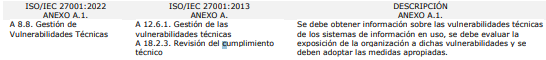 ISO/IEC 27001:2022
ANEXO A.1.
ISO/IEC 27001:2013
ANEXO A.
DESCRIPCIÓN
ANEXO A.1.
A 8.8. Gestión de
Vulnerabilidades Técnicas
A 12.6.1. Gestión de las
vulnerabilidades técnicas
A 18.2.3. Revisión del cumplimiento
técnico
Se debe obtener información sobre las vulnerabilidades técnicas
de los sistemas de información en uso, se debe evaluar la
exposición de la organización a dichas vulnerabilidades y se
deben adoptar las medidas apropiadas.